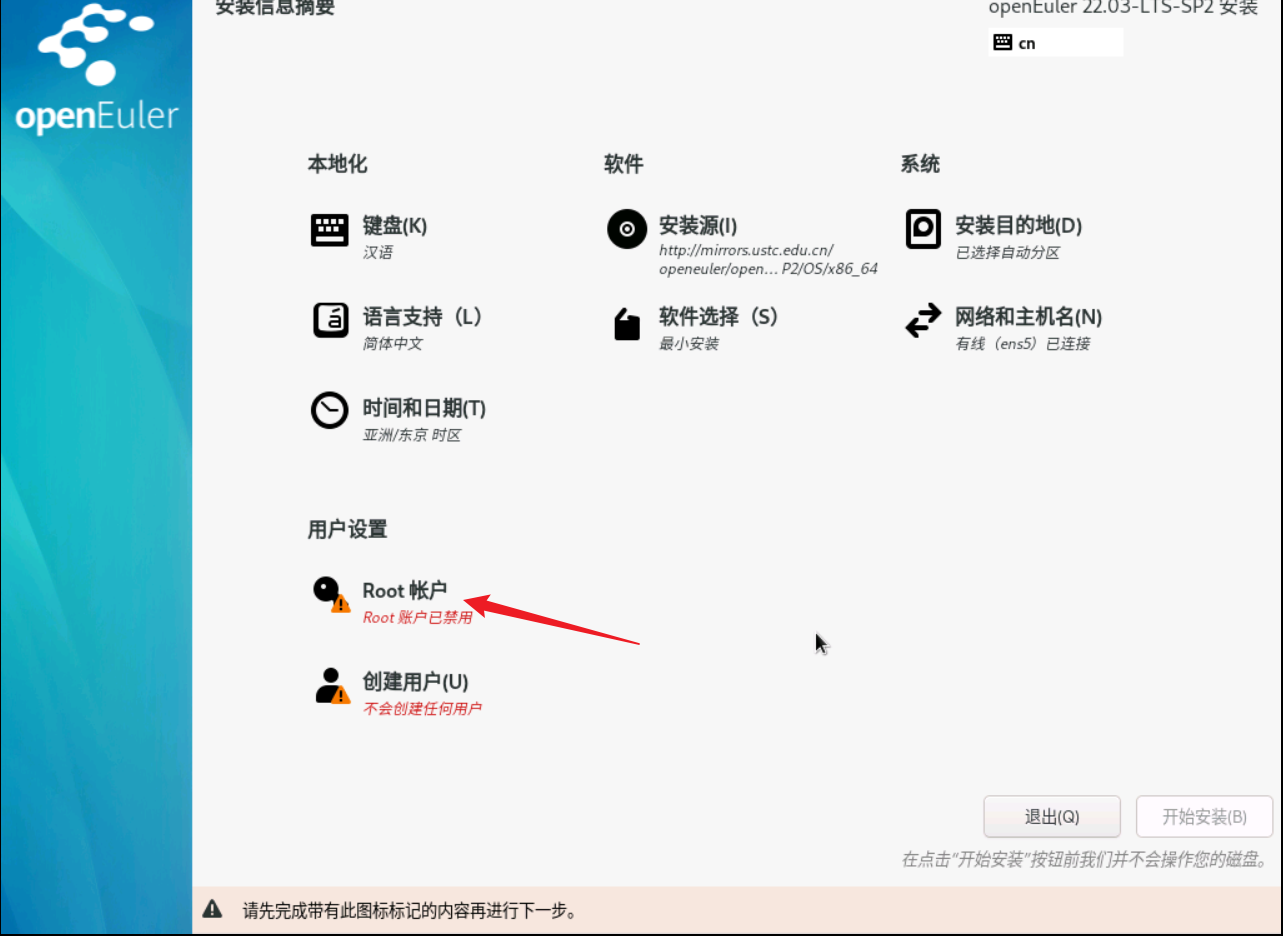 安装信息摘要
openEuler 22.03-LTS-SP2 安装
cn
openEuler
本地化
软件
系统
键盘(K)
汉语
安装源(I)
http://mirrors.ustc.edu.cn/
openeuler/open... P2/OS/x86_64
安装目的地(D)
已选择自动分区
语言支持（L）
简体中文
软件选择（S）
最小安装
网络和主机名(N)
有线（ens5）已连接
时间和日期(T)
亚洲/东京 时区
用户设置
Root 帐户
Root 账户已禁用
创建用户(U)
不会创建任何用户
退出(Q)
开始安装(B)
在点击“开始安装”按钮前我们并不会操作您的磁盘。
请先完成带有此图标标记的内容再进行下一步。